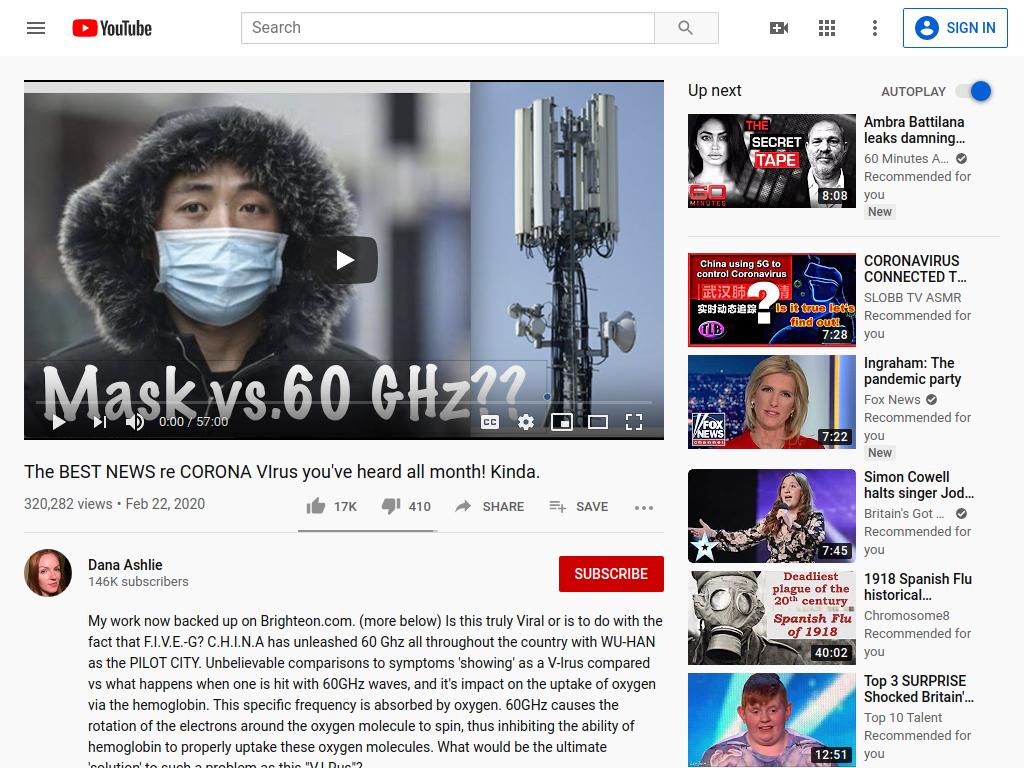 YouTube
Search
SIGN IN
Mask vs.60 GHz??
0:00 / 57:00
CC
The BEST NEWS re CORONA VIrus you've heard all month! Kinda.
320,282 views • Feb 22, 2020
17K
410
SHARE
SAVE
Dana Ashlie
146K subscribers
SUBSCRIBE
My work now backed up on Brighteon.com. (more below) Is this truly Viral or is to do with the
fact that F.I.V.E.-G? C.H.I.N.A has unleashed 60 Ghz all throughout the country with WU-HAN
as the PILOT CITY. Unbelievable comparisons to symptoms 'showing' as a V-Irus compared
vs what happens when one is hit with 60GHz waves, and it's impact on the uptake of oxygen
via the hemoglobin. This specific frequency is absorbed by oxygen. 60GHz causes the
rotation of the electrons around the oxygen molecule to spin, thus inhibiting the ability of
hemoglobin to properly uptake these oxygen molecules. What would be the ultimate
'solution' to such a problem as this "V.I.Rus"?
Up next
AUTOPLAY
THE
SECRET
TAPE
60
MINUTES
8:08
Ambra Battilana
leaks damning...
60 Minutes A...
Recommended for
you
New
China using 5G to
control Coronavirus
实时动态追踪
?
Is it true let's
find out!
TLB
7:28
CORONAVIRUS
CONNECTED T...
SLOBB TV ASMR
Recommended for
you
FOX
NEWS
channel
7:22
Ingraham: The
pandemic party
Fox News
Recommended for
you
New
7:45
Simon Cowell
halts singer Jod...
Britain's Got ...
Recommended for
you
Deadliest
plague of the
20th century
Spanish Flu
of 1918
40:02
1918 Spanish Flu
historical...
Chromosome8
Recommended for
you
12:51
Top 3 SURPRISE
Shocked Britain'...
Top 10 Talent
Recommended for
you